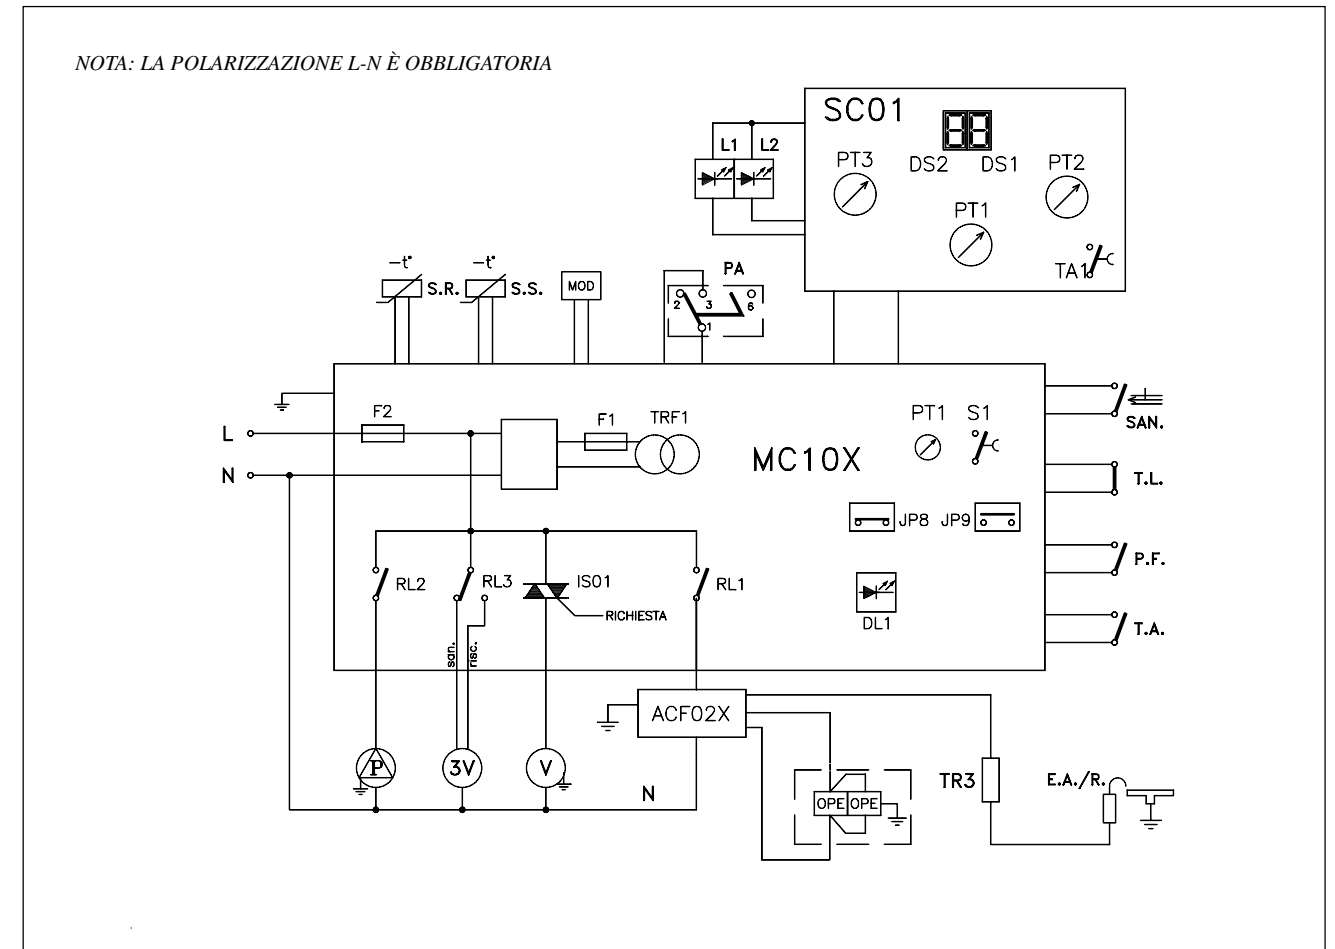 NOTA: LA POLARIZZAZIONE L-N È OBBLIGATORIA
SC01
L1 L2
PT3
DS2 DS1
PT2
PT1
TA1
-t°
S.R.
-t°
S.S.
MOD
PA
2 3 6
1
F2
F1
TRF1
PT1 S1
SAN.
L
N
MC10X
T.L.
JP8 JP9
P.F.
RL2
RL3
IS01
RICHIESTA
RL1
DL1
T.A.
san.
risc.
ACF02X
P
3V
V
N
OPE OPE
TR3
E.A./R.